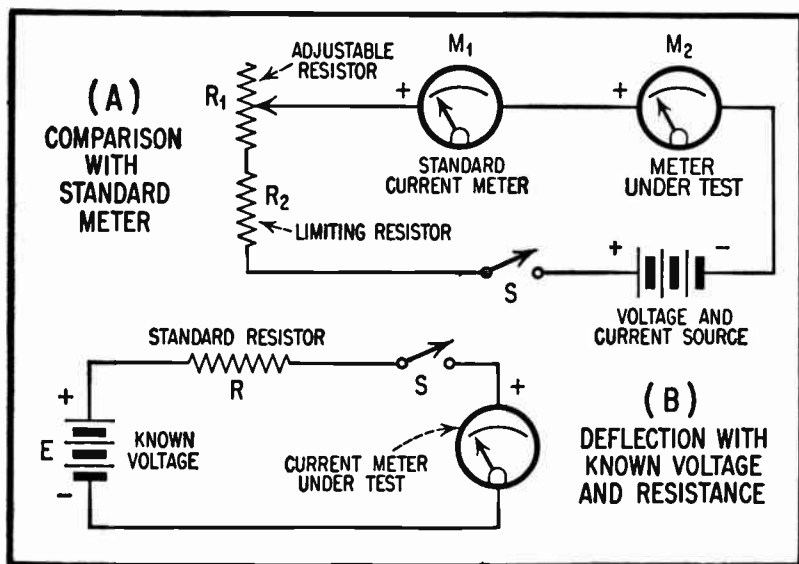 (A)
COMPARISON
WITH
STANDARD
METER
ADJUSTABLE
RESISTOR
R1
R2
LIMITING RESISTOR
M1
+
STANDARD
CURRENT METER
M2
+
METER
UNDER TEST
S
+ -
VOLTAGE AND
CURRENT SOURCE
STANDARD RESISTOR
R
S
+
E
-
KNOWN
VOLTAGE
+
CURRENT METER
UNDER TEST
(B)
DEFLECTION WITH
KNOWN VOLTAGE
AND RESISTANCE